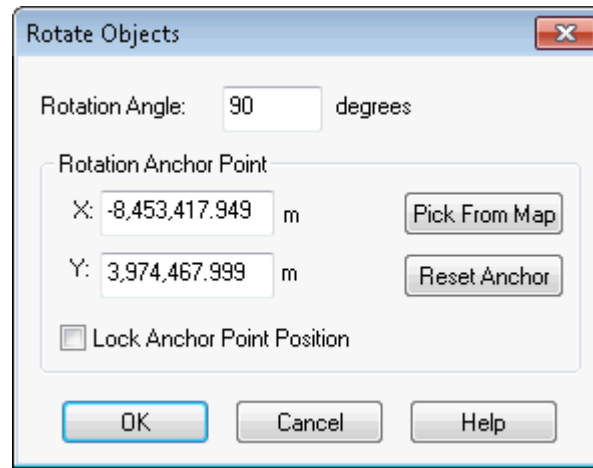 Rotate Objects
Rotation Angle: 90 degrees
Rotation Anchor Point
X: -8,453,417.949 m Pick From Map
Y: 3,974,467.999 m Reset Anchor
Lock Anchor Point Position
OK Cancel Help